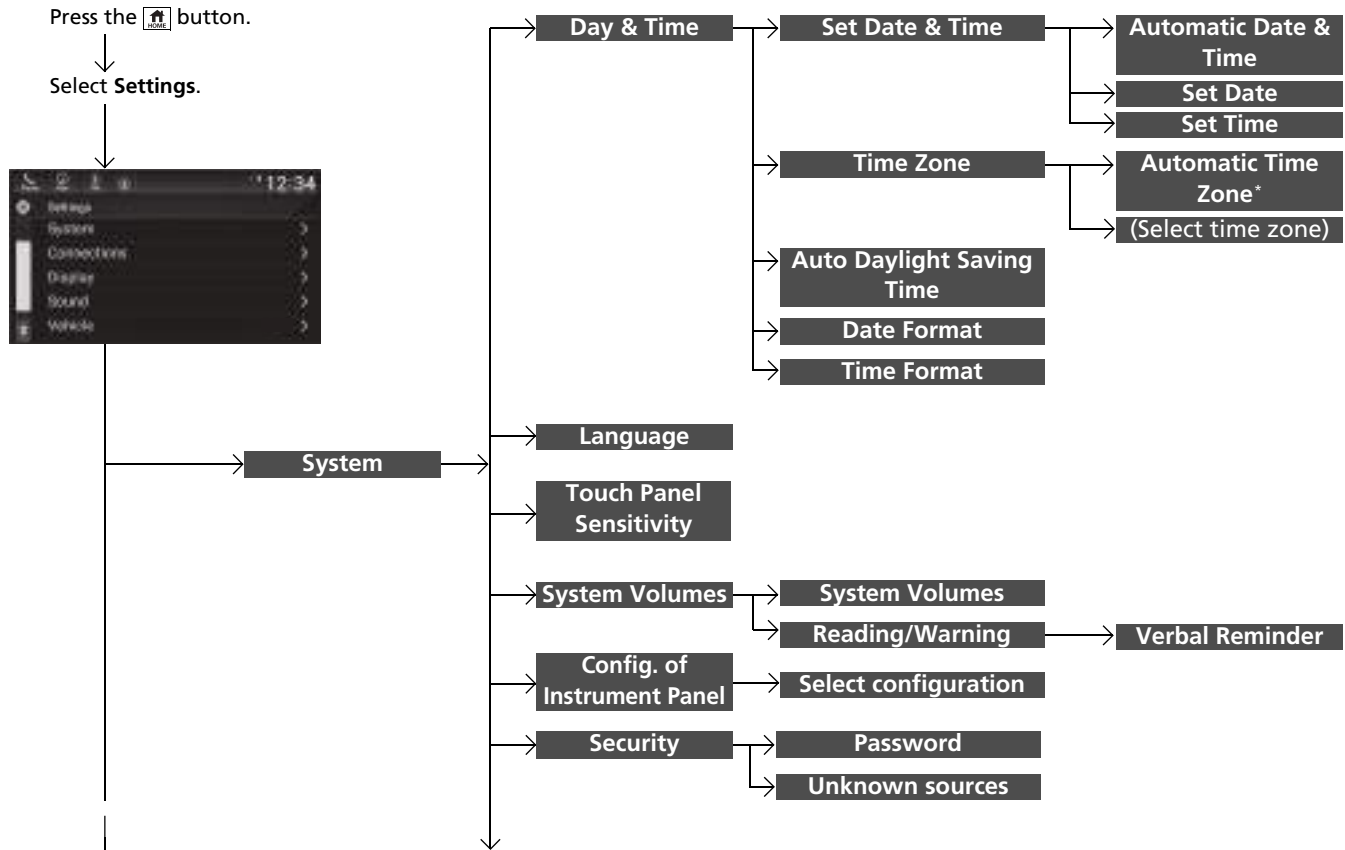 Press the HOME button.
Select Settings.
12:34
Settings
System
Connections
Display
Sound
Vehicle
System
Day & Time
Set Date & Time
Automatic Date &
Time
Set Date
Set Time
Time Zone
Automatic Time
Zone*
(Select time zone)
Auto Daylight Saving
Time
Date Format
Time Format
Language
Touch Panel
Sensitivity
System Volumes
System Volumes
Reading/Warning
Verbal Reminder
Config. of
Instrument Panel
Select configuration
Security
Password
Unknown sources